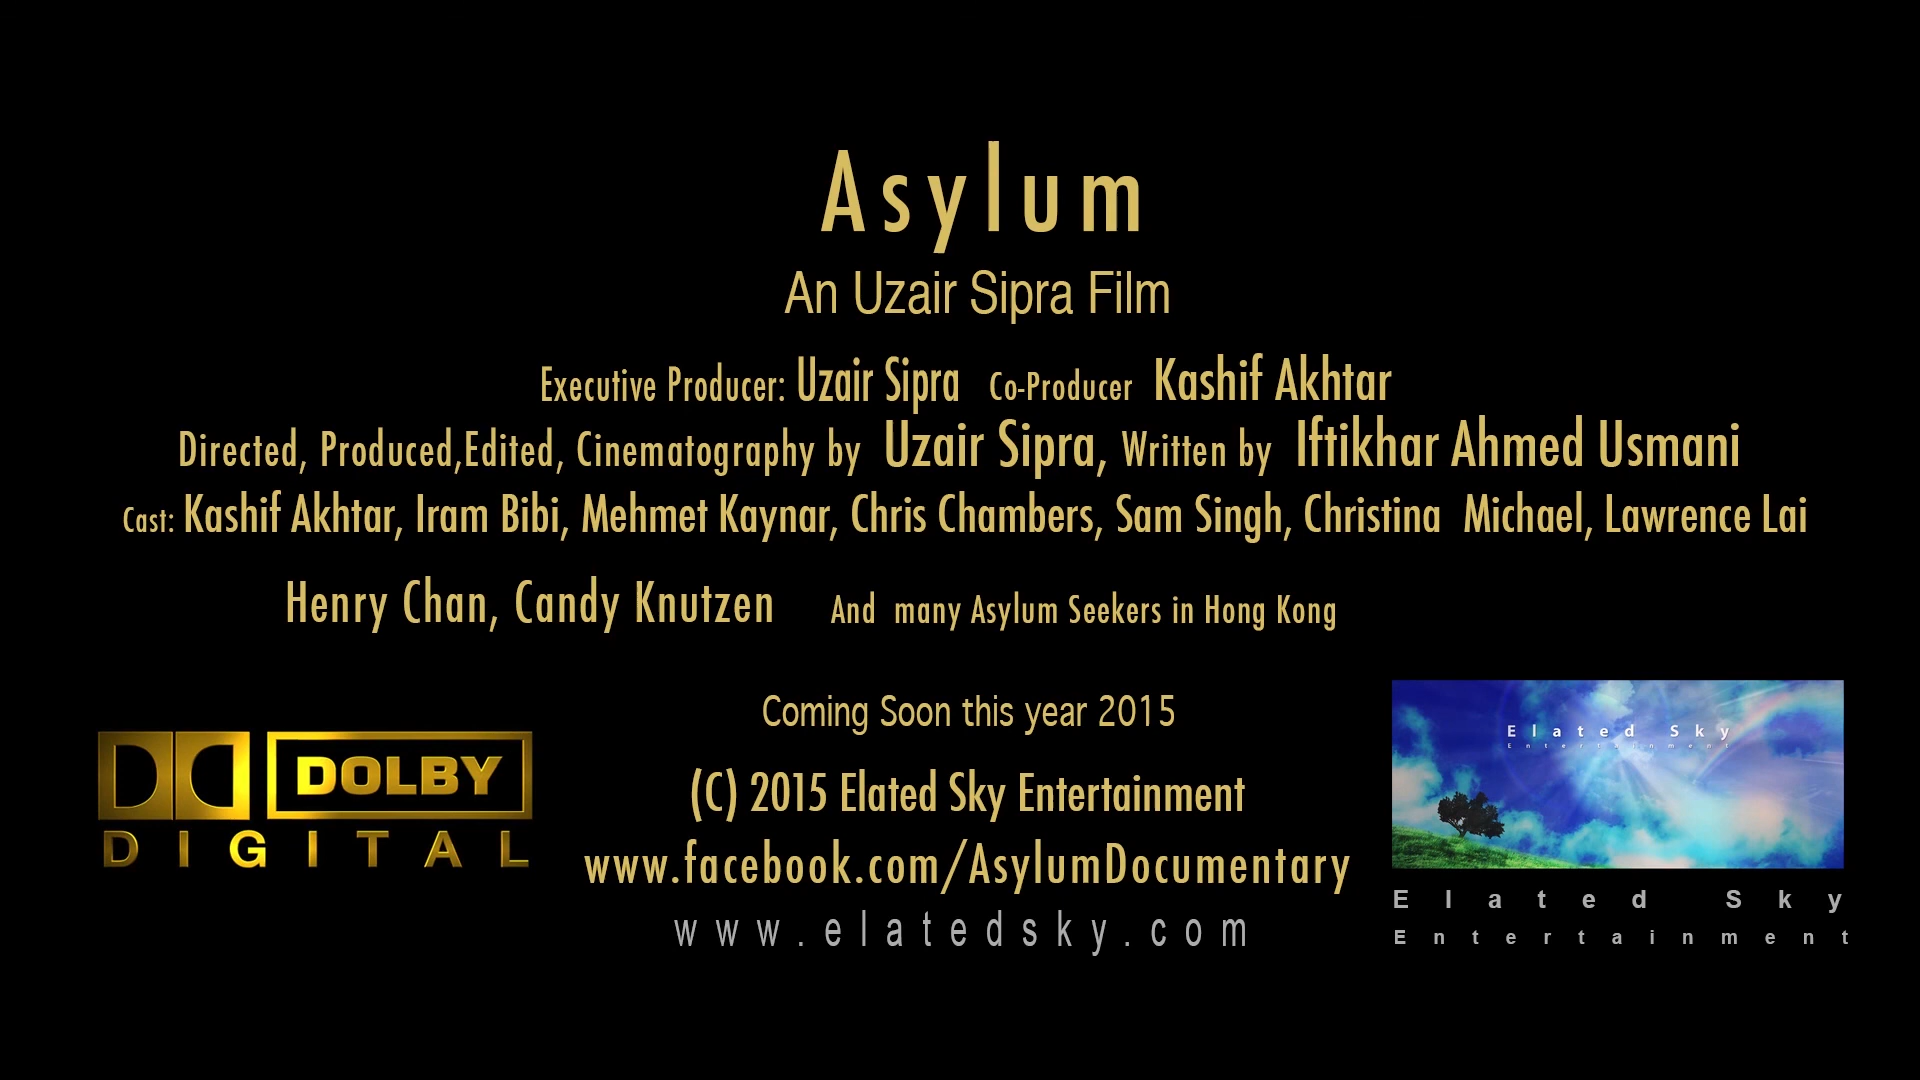 Asylum
An Uzair Sipra Film
Executive Producer: Uzair Sipra Co-Producer Kashif Akhtar
Directed, Produced,Edited, Cinematography by Uzair Sipra, Written by Iftikhar Ahmed Usmani
Cast: Kashif Akhtar, Iram Bibi, Mehmet Kaynar, Chris Chambers, Sam Singh, Christina Michael, Lawrence Lai
Henry Chan, Candy Knutzen And many Asylum Seekers in Hong Kong
Coming Soon this year 2015
(C) 2015 Elated Sky Entertainment
www.facebook.com/AsylumDocumentary
www.elatedsky.com
DOLBY
DIGITAL
Elated Sky
Entertainment
Elated Sky
Entertainment